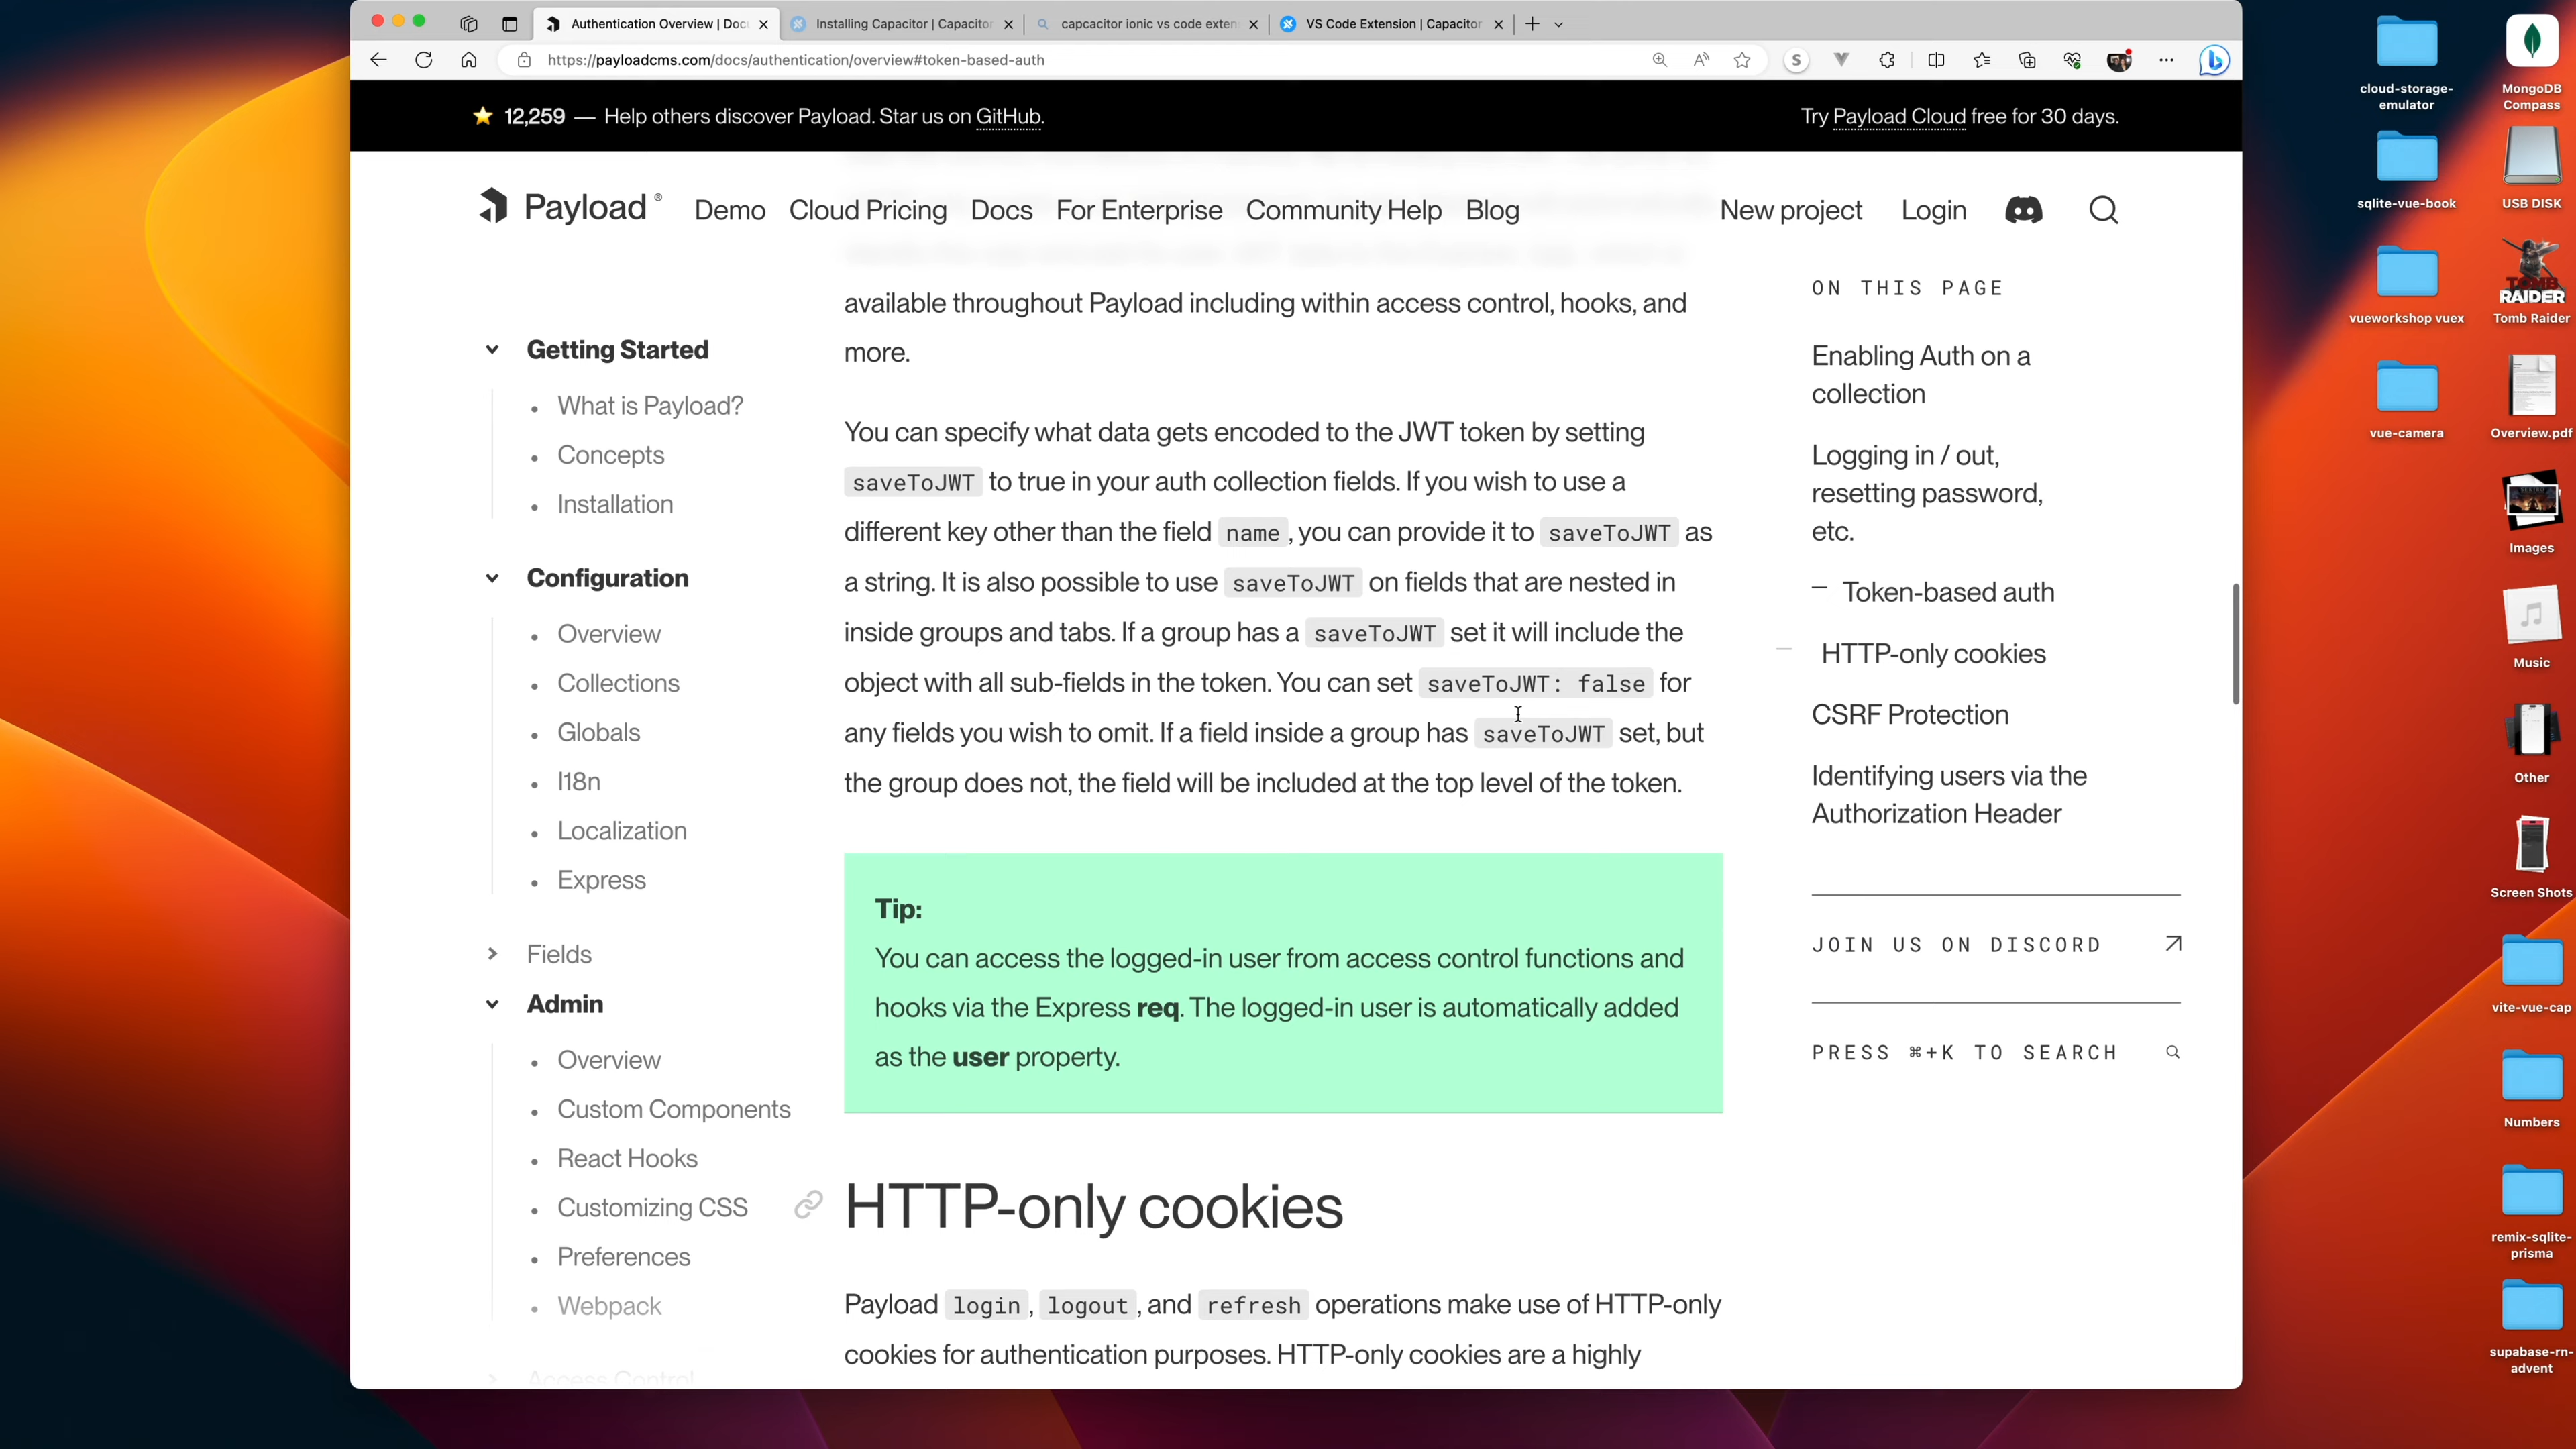 Authentication Overview | Doc
Installing Capacitor | Capacitor
capcacitor ionic vs code exten
VS Code Extension | Capacitor
https://payloadcms.com/docs/authentication/overview#token-based-auth
S
12,259 — Help others discover Payload. Star us on GitHub.
Try Payload Cloud free for 30 days.
Payload ®
Demo
Cloud Pricing
Docs
For Enterprise
Community Help
Blog
New project
Login
Getting Started
What is Payload?
Concepts
Installation
Configuration
Overview
Collections
Globals
I18n
Localization
Express
Fields
Admin
Overview
Custom Components
React Hooks
Customizing CSS
Preferences
Webpack
Access Control
available throughout Payload including within access control, hooks, and
more.
You can specify what data gets encoded to the JWT token by setting
saveToJWT to true in your auth collection fields. If you wish to use a
different key other than the field name , you can provide it to saveToJWT as
a string. It is also possible to use saveToJWT on fields that are nested in
inside groups and tabs. If a group has a saveToJWT set it will include the
object with all sub-fields in the token. You can set saveToJWT: false for
any fields you wish to omit. If a field inside a group has saveToJWT set, but
the group does not, the field will be included at the top level of the token.
Tip:
You can access the logged-in user from access control functions and
hooks via the Express req. The logged-in user is automatically added
as the user property.
HTTP-only cookies
Payload login , logout , and refresh operations make use of HTTP-only
cookies for authentication purposes. HTTP-only cookies are a highly
ON THIS PAGE
Enabling Auth on a
collection
Logging in / out,
resetting password,
etc.
— Token-based auth
— HTTP-only cookies
CSRF Protection
Identifying users via the
Authorization Header
JOIN US ON DISCORD
PRESS ⌘+K TO SEARCH
cloud-storage-
emulator
sqlite-vue-book
vueworkshop vuex
vue-camera
MongoDB
Compass
USB DISK
TOMB
RAIDER
Tomb Raider
Overview.pdf
Images
Music
Other
Screen Shots
vite-vue-cap
Numbers
remix-sqlite-
prisma
supabase-rn-
advent